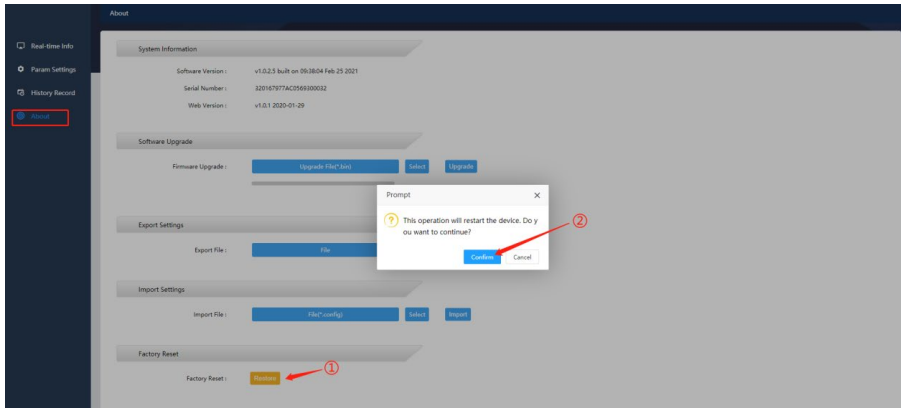 About
Real-time Info
Param Settings
History Record
About
System Information
Software Version :
v1.0.2.5 built on 09:38:04 Feb 25 2021
Serial Number :
320167977AC0569300032
Web Version :
v1.0.1 2020-01-29
Software Upgrade
Firmware Upgrade :
Upgrade File(*.bin)
Select
Upgrade
Prompt
This operation will restart the device. Do y
ou want to continue?
Confirm
Cancel
②
Export Settings
Export File :
File
Import Settings
Import File :
File(*.config)
Select
Import
Factory Reset
Factory Reset :
Restore
①